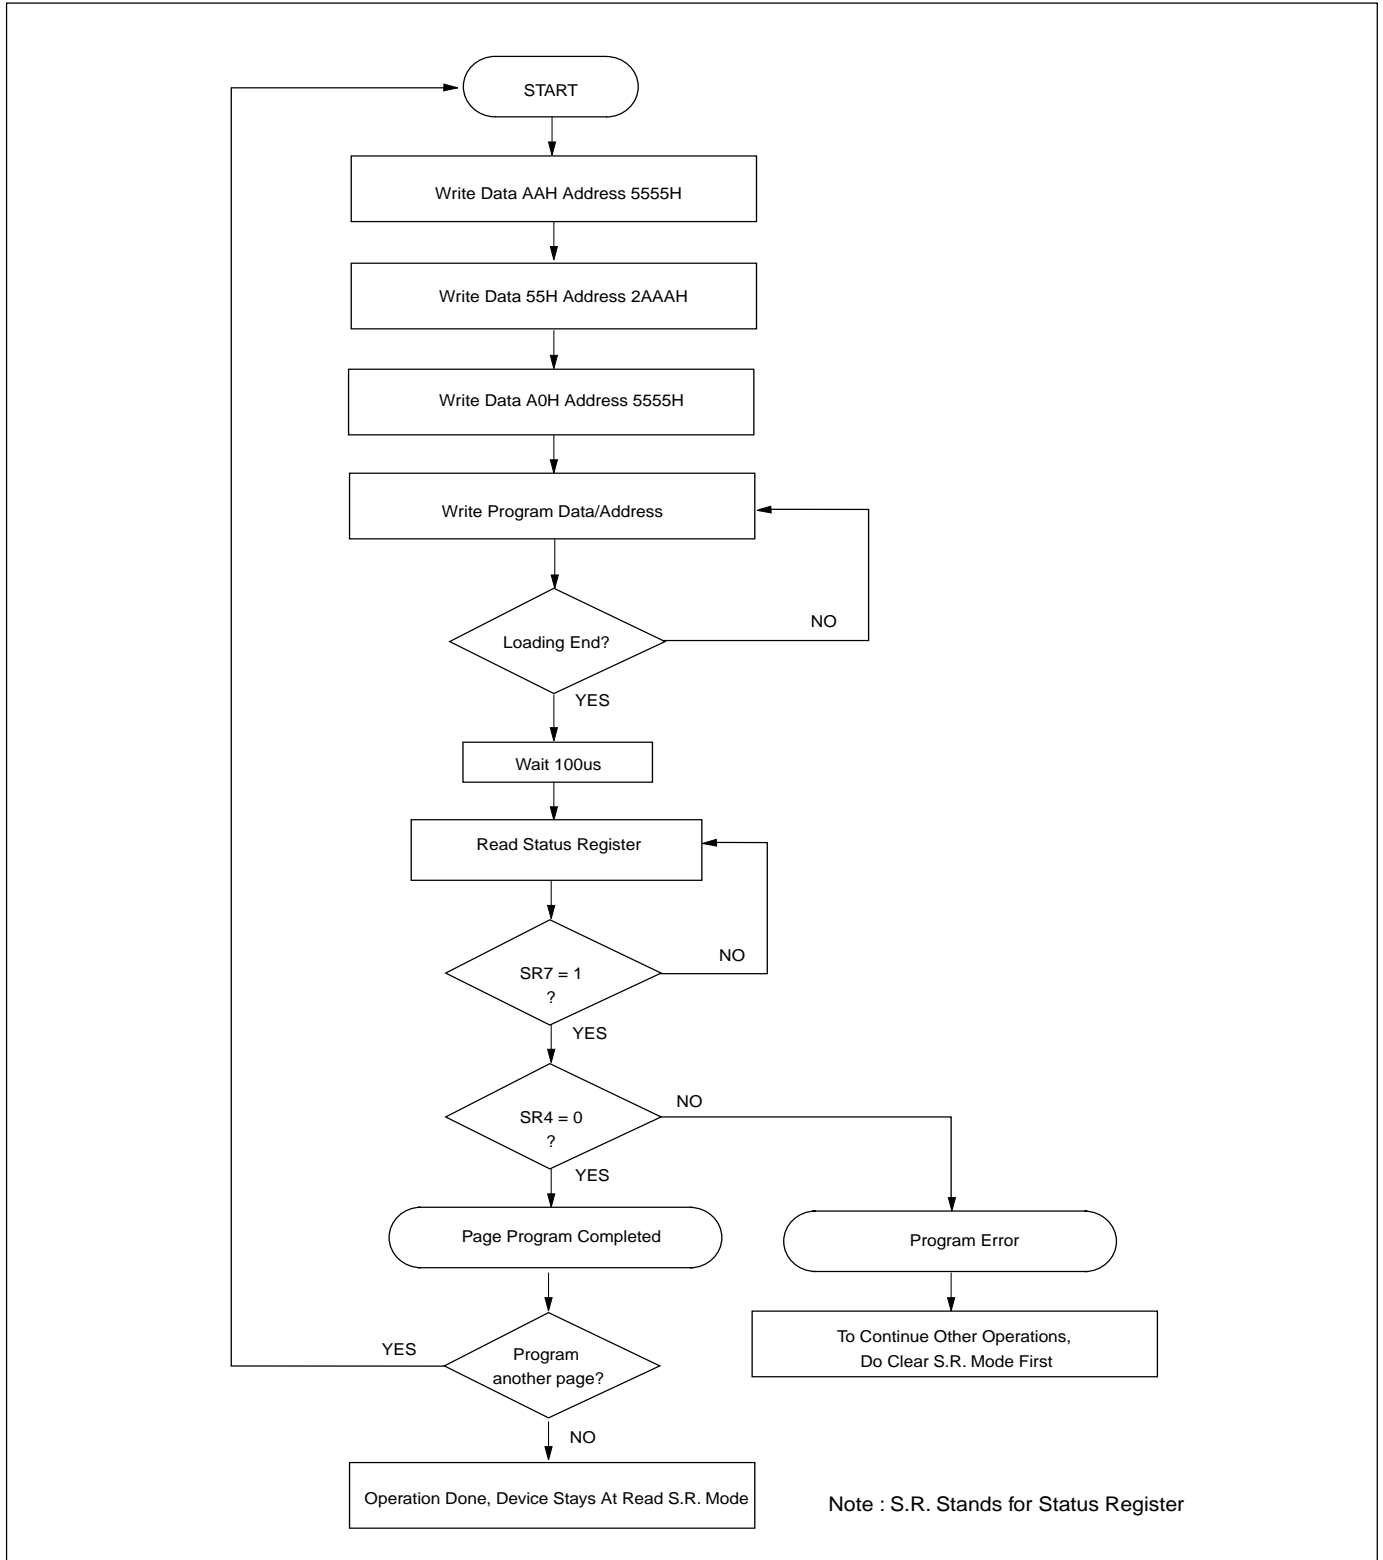 START
Write Data AAH Address 5555H
Write Data 55H Address 2AAAH
Write Data A0H Address 5555H
Write Program Data/Address
NO
Loading End?
YES
Wait 100us
Read Status Register
NO
SR7 = 1
?
YES
NO
SR4 = 0
?
YES
Page Program Completed
Program Error
To Continue Other Operations,
Do Clear S.R. Mode First
YES
Program
another page?
NO
Operation Done, Device Stays At Read S.R. Mode
Note : S.R. Stands for Status Register